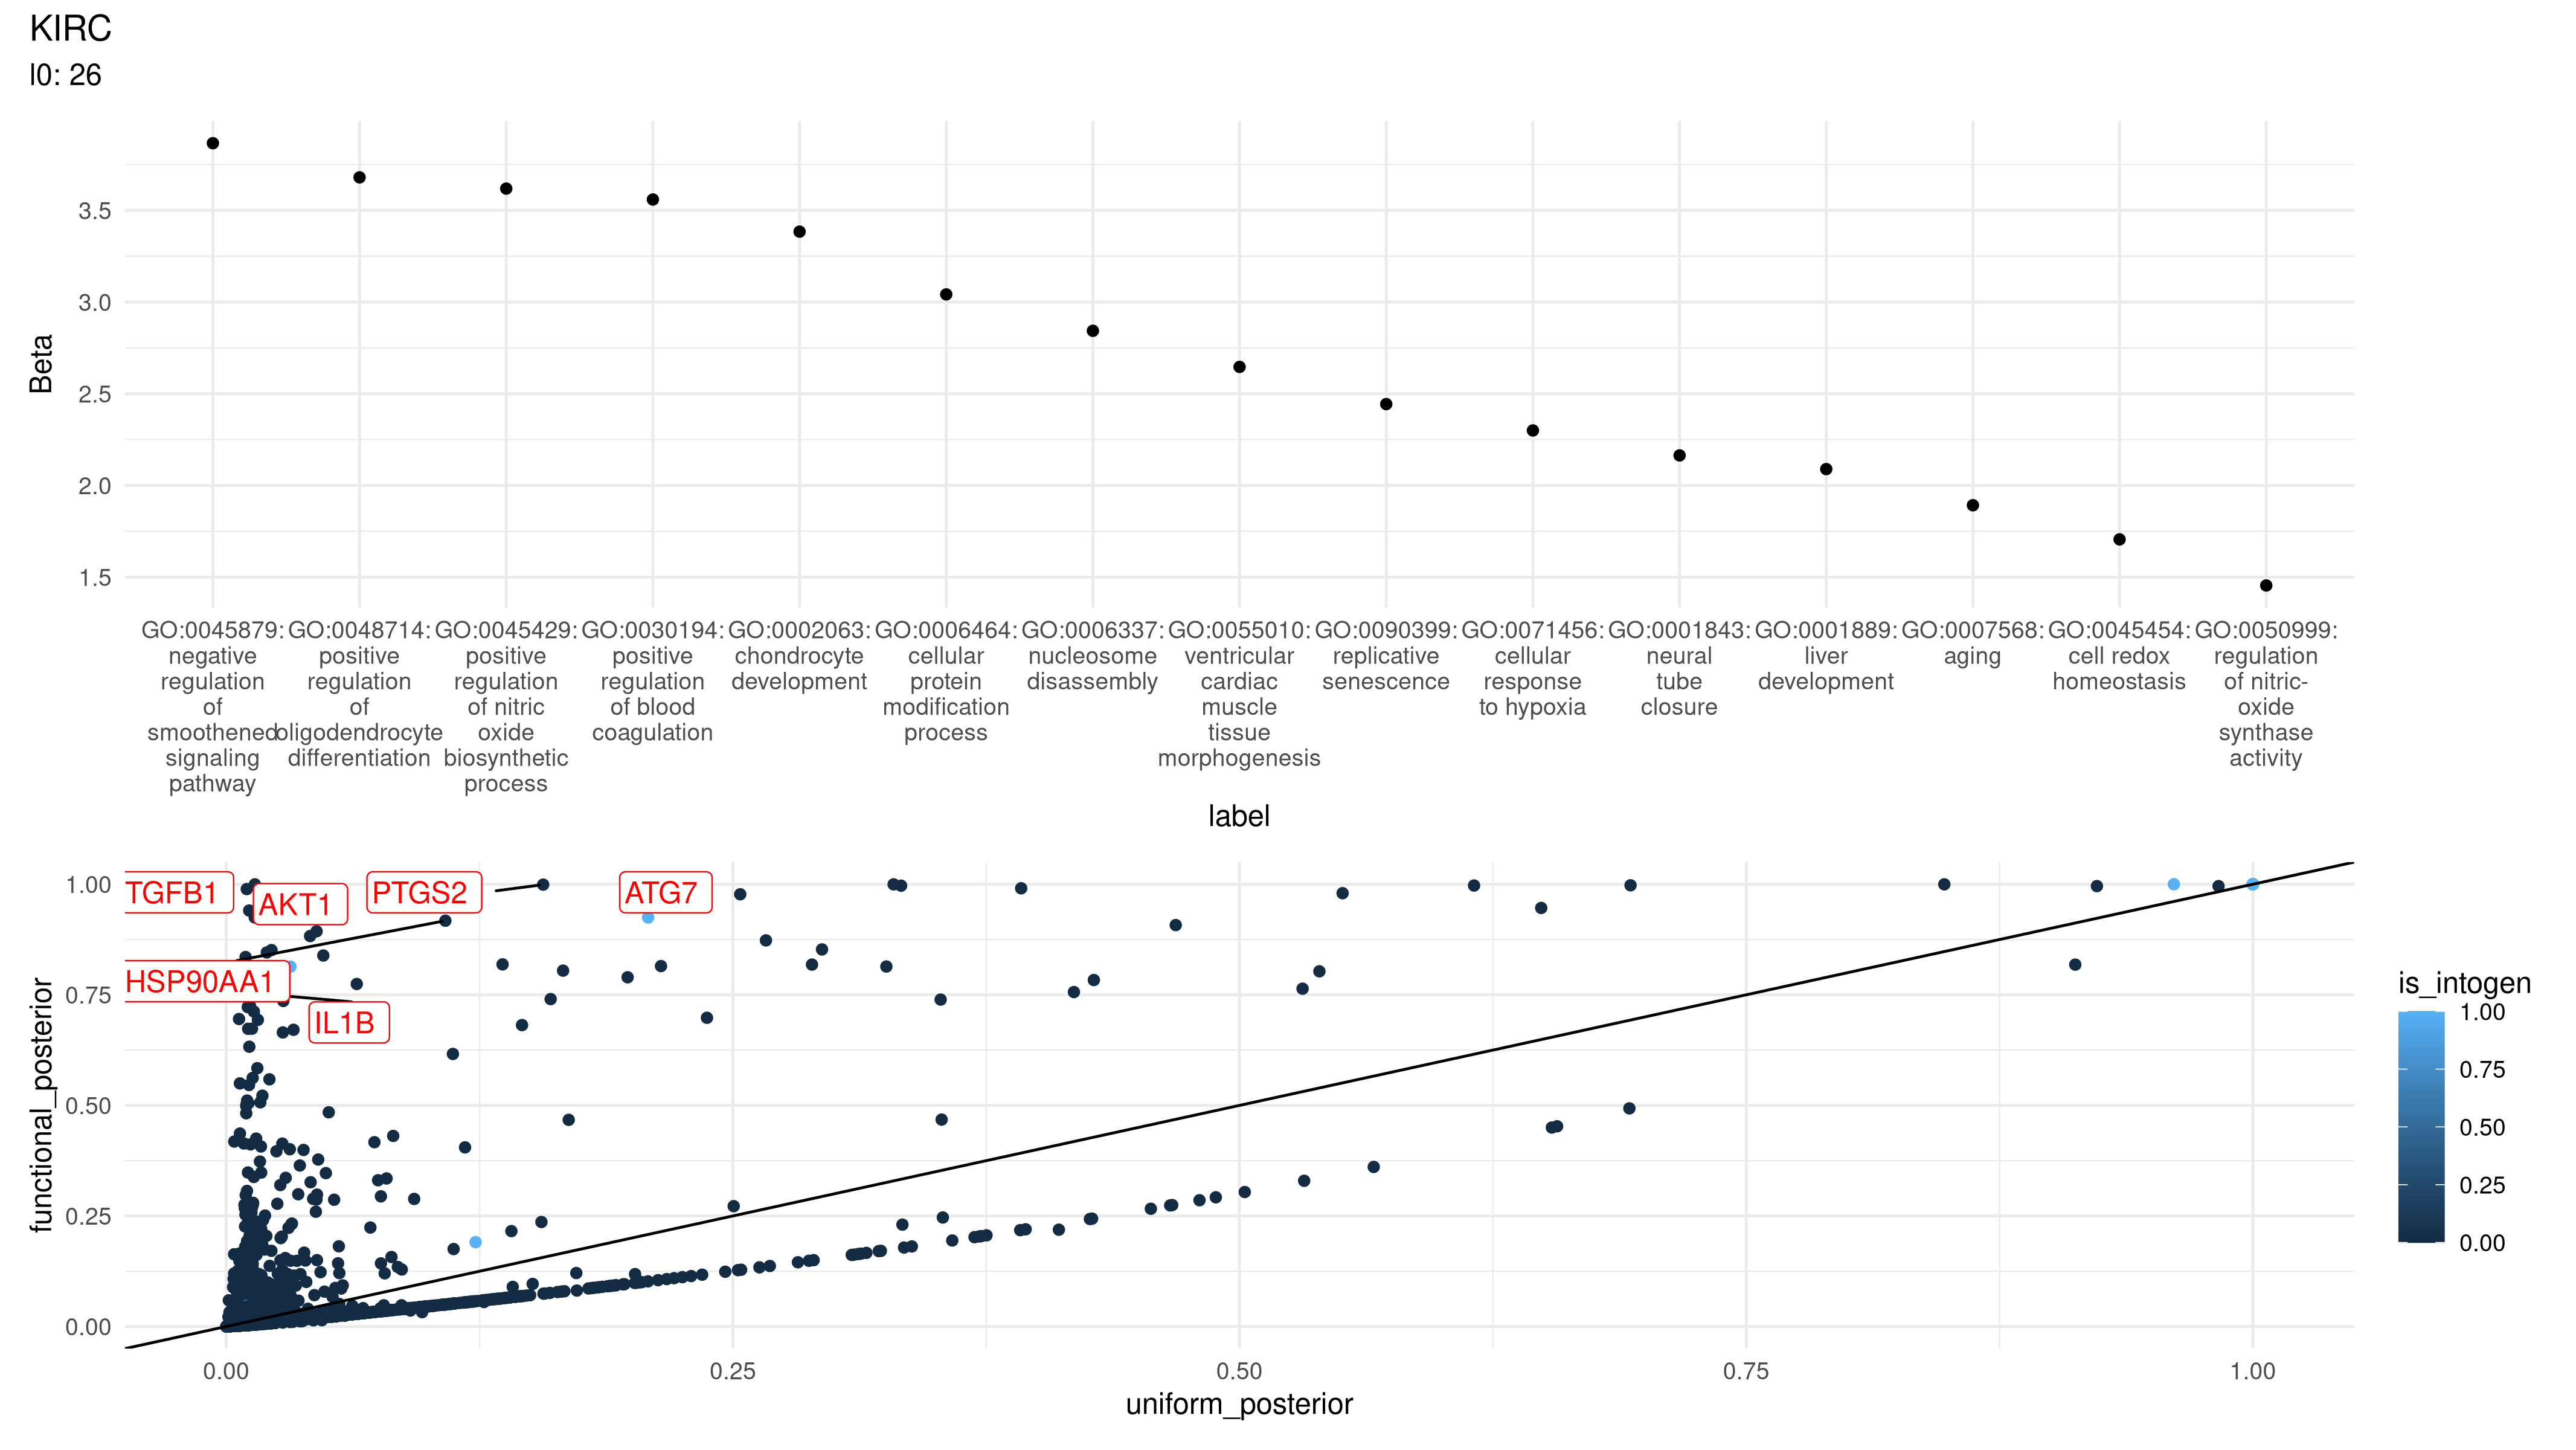 KIRC
l0: 26
3.5
3.0
2.5
2.0
1.5
Beta
GO:0045879: GO:0048714: GO:0045429: GO:0030194: GO:0002063: GO:0006464: GO:0006337: GO:0055010: GO:0090399: GO:0071456: GO:0001843: GO:0001889: GO:0007568: GO:0045454: GO:0050999:
negative positive positive positive chondrocyte cellular nucleosome ventricular replicative cellular neural liver aging cell redox regulation
regulation regulation regulation regulation development protein disassembly cardiac senescence response tube development homeostasis of nitric-
of of of nitric of blood modification muscle to hypoxia closure oxide
smoothened oligodendrocyte oxide coagulation process tissue synthase
signaling differentiation biosynthetic morphogenesis activity
pathway process
label
1.00
0.75
0.50
0.25
0.00
functional_posterior
TGFB1
AKT1
PTGS2
ATG7
HSP90AA1
IL1B
0.00 0.25 0.50 0.75 1.00
uniform_posterior
is_intogen
1.00
0.75
0.50
0.25
0.00